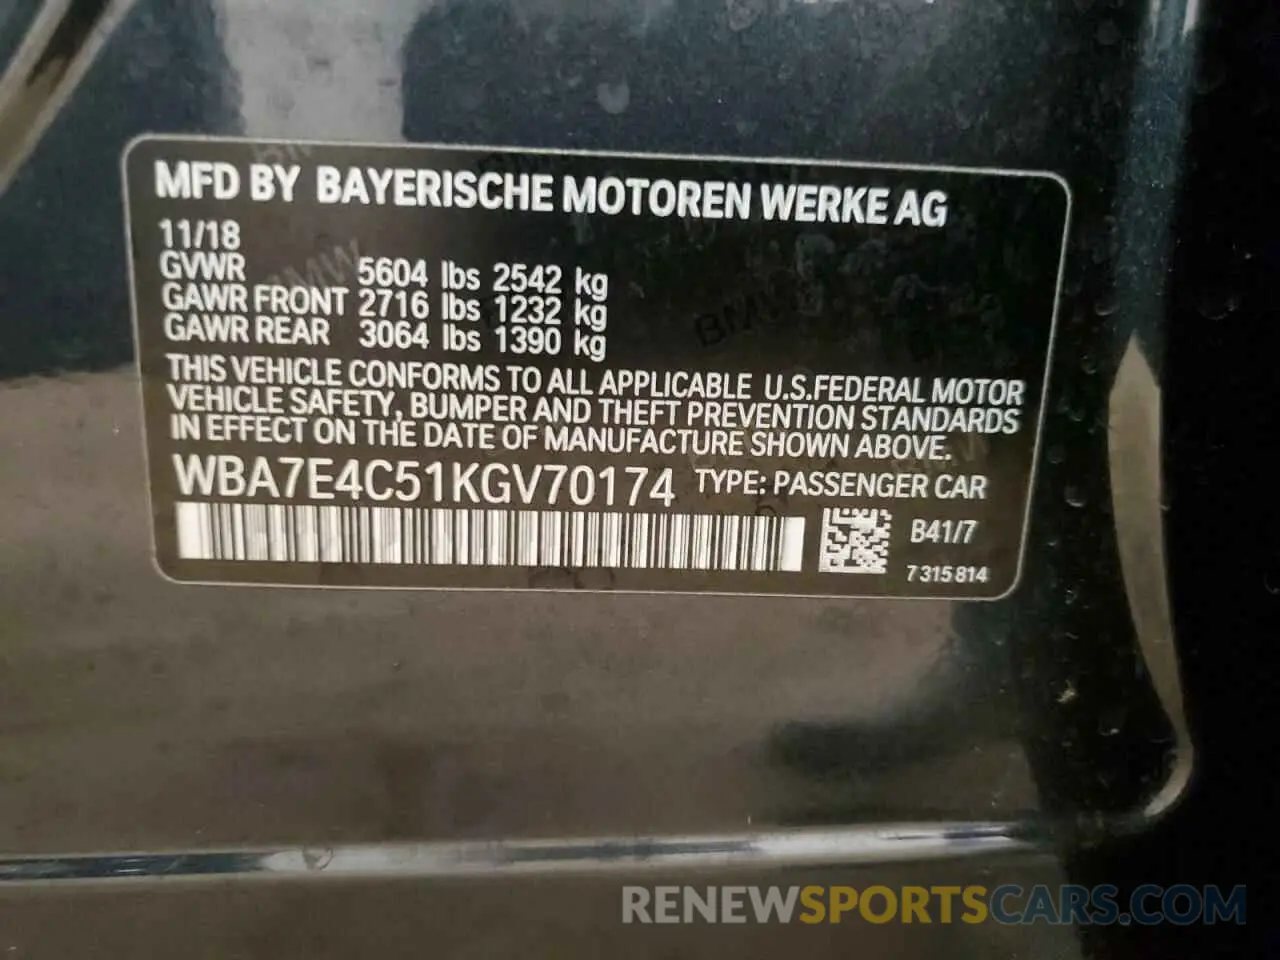 MFD BY BAYERISCHE MOTOREN WERKE AG
11/18
GVWR 5604 lbs 2542 kg
GAWR FRONT 2716 lbs 1232 kg
GAWR REAR 3064 lbs 1390 kg
THIS VEHICLE CONFORMS TO ALL APPLICABLE U.S.FEDERAL MOTOR
VEHICLE SAFETY, BUMPER AND THEFT PREVENTION STANDARDS
IN EFFECT ON THE DATE OF MANUFACTURE SHOWN ABOVE.
WBA7E4C51KGV70174 TYPE: PASSENGER CAR
B41/7
7315814
RENEWSPORTSCARS.COM